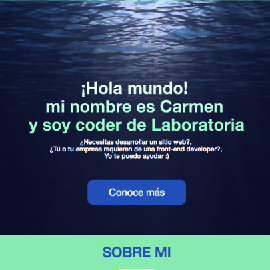 ¡Hola mundo!
mi nombre es Carmen
y soy coder de Laboratoria
¿Necesitas desarrollar un sitio web?,
¿Tú o tu empresa requieren de una front-end developer?,
Yo te puedo ayudar :)
Conoce más
SOBRE MI